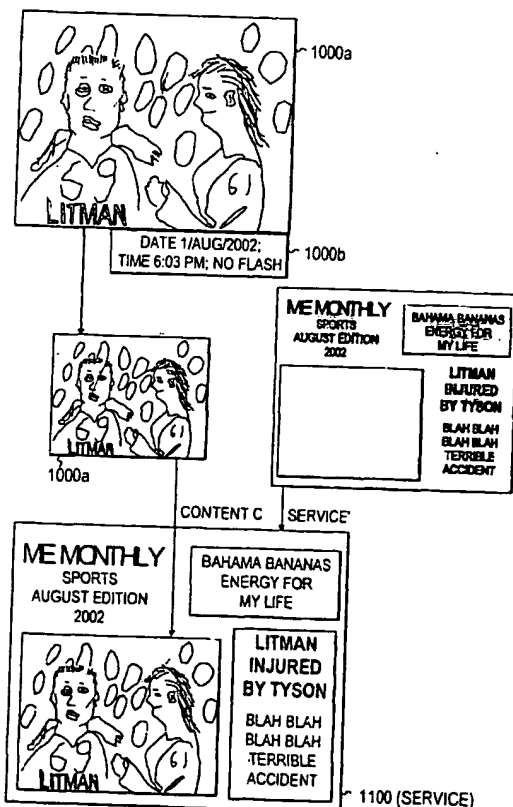 1000a
61
LITMAN
DATE 1/AUG/2002;
TIME 6:03 PM; NO FLASH
1000b
ME MONTHLY
SPORTS
AUGUST EDITION
2002
BAHAMA BANANAS
ENERGY FOR
MY LIFE
LITMAN
INJURED
BY TYSON
BLAH BLAH
BLAH BLAH
TERRIBLE
ACCIDENT
61
LITMAN
1000a
CONTENT C
SERVICE'
ME MONTHLY
SPORTS
AUGUST EDITION
2002
BAHAMA BANANAS
ENERGY FOR
MY LIFE
LITMAN
INJURED
BY TYSON
BLAH BLAH
BLAH BLAH
TERRIBLE
ACCIDENT
61
LITMAN
1100 (SERVICE)